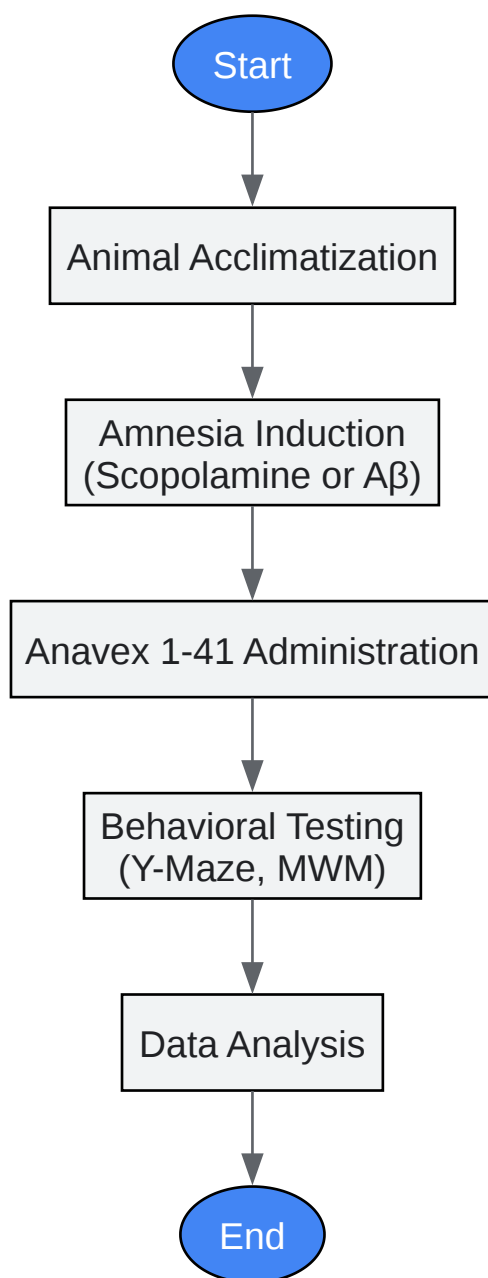 Start
Animal Acclimatization
Amnesia Induction
(Scopolamine or Aβ)
Anavex 1-41 Administration
Behavioral Testing
(Y-Maze, MWM)
Data Analysis
End